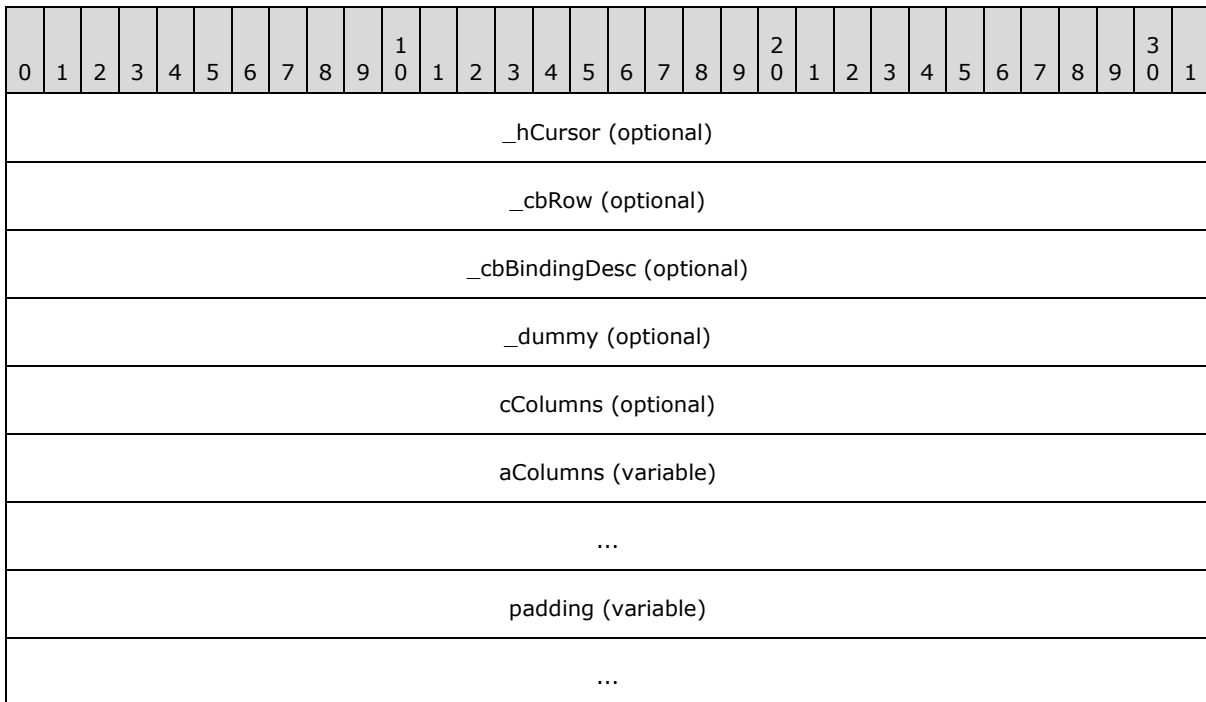 1 2 3
0 1 2 3 4 5 6 7 8 9 0 1 2 3 4 5 6 7 8 9 0 1 2 3 4 5 6 7 8 9 0 1
_hCursor (optional)
_cbRow (optional)
_cbBindingDesc (optional)
_dummy (optional)
cColumns (optional)
aColumns (variable)
...
padding (variable)
...